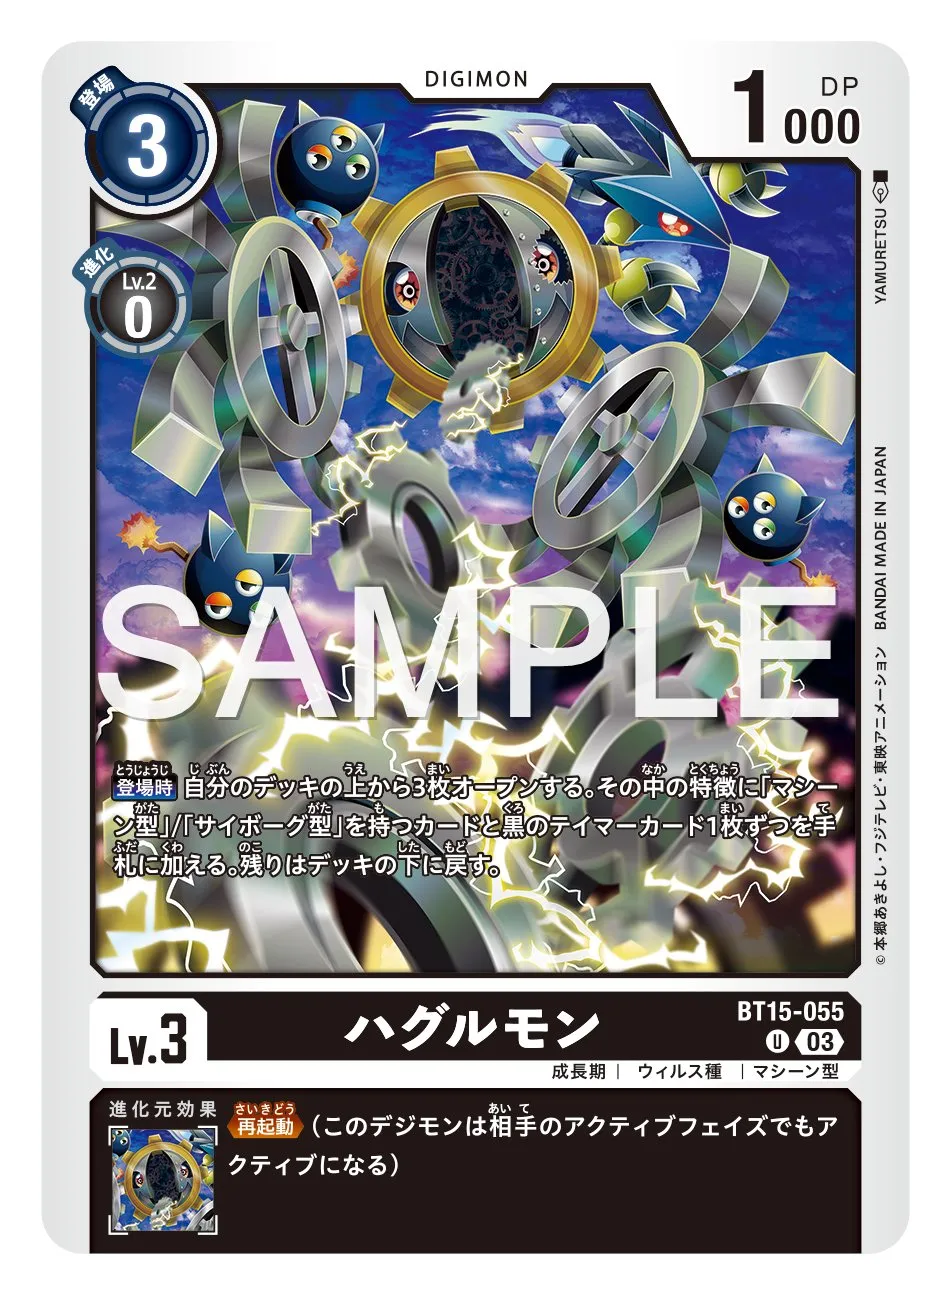 DIGIMON
登場
3
1000
DP
進化
Lv.2
0
YAMURETSU
BANDAI MADE IN JAPAN
©本郷あきよし・フジテレビ・東映アニメーション
SAMPLE
登場時 自分のデッキの上から3枚オープンする。その中の特徴に「マシー
ン型」/「サイボーグ型」を持つカードと黒のテイマーカード1枚ずつを手
札に加える。残りはデッキの下に戻す。
Lv.3
ハグルモン
BT15-055
U 03
成長期｜ ウィルス種 ｜マシーン型
進化元効果
再起動（このデジモンは相手のアクティブフェイズでもア
クティブになる）